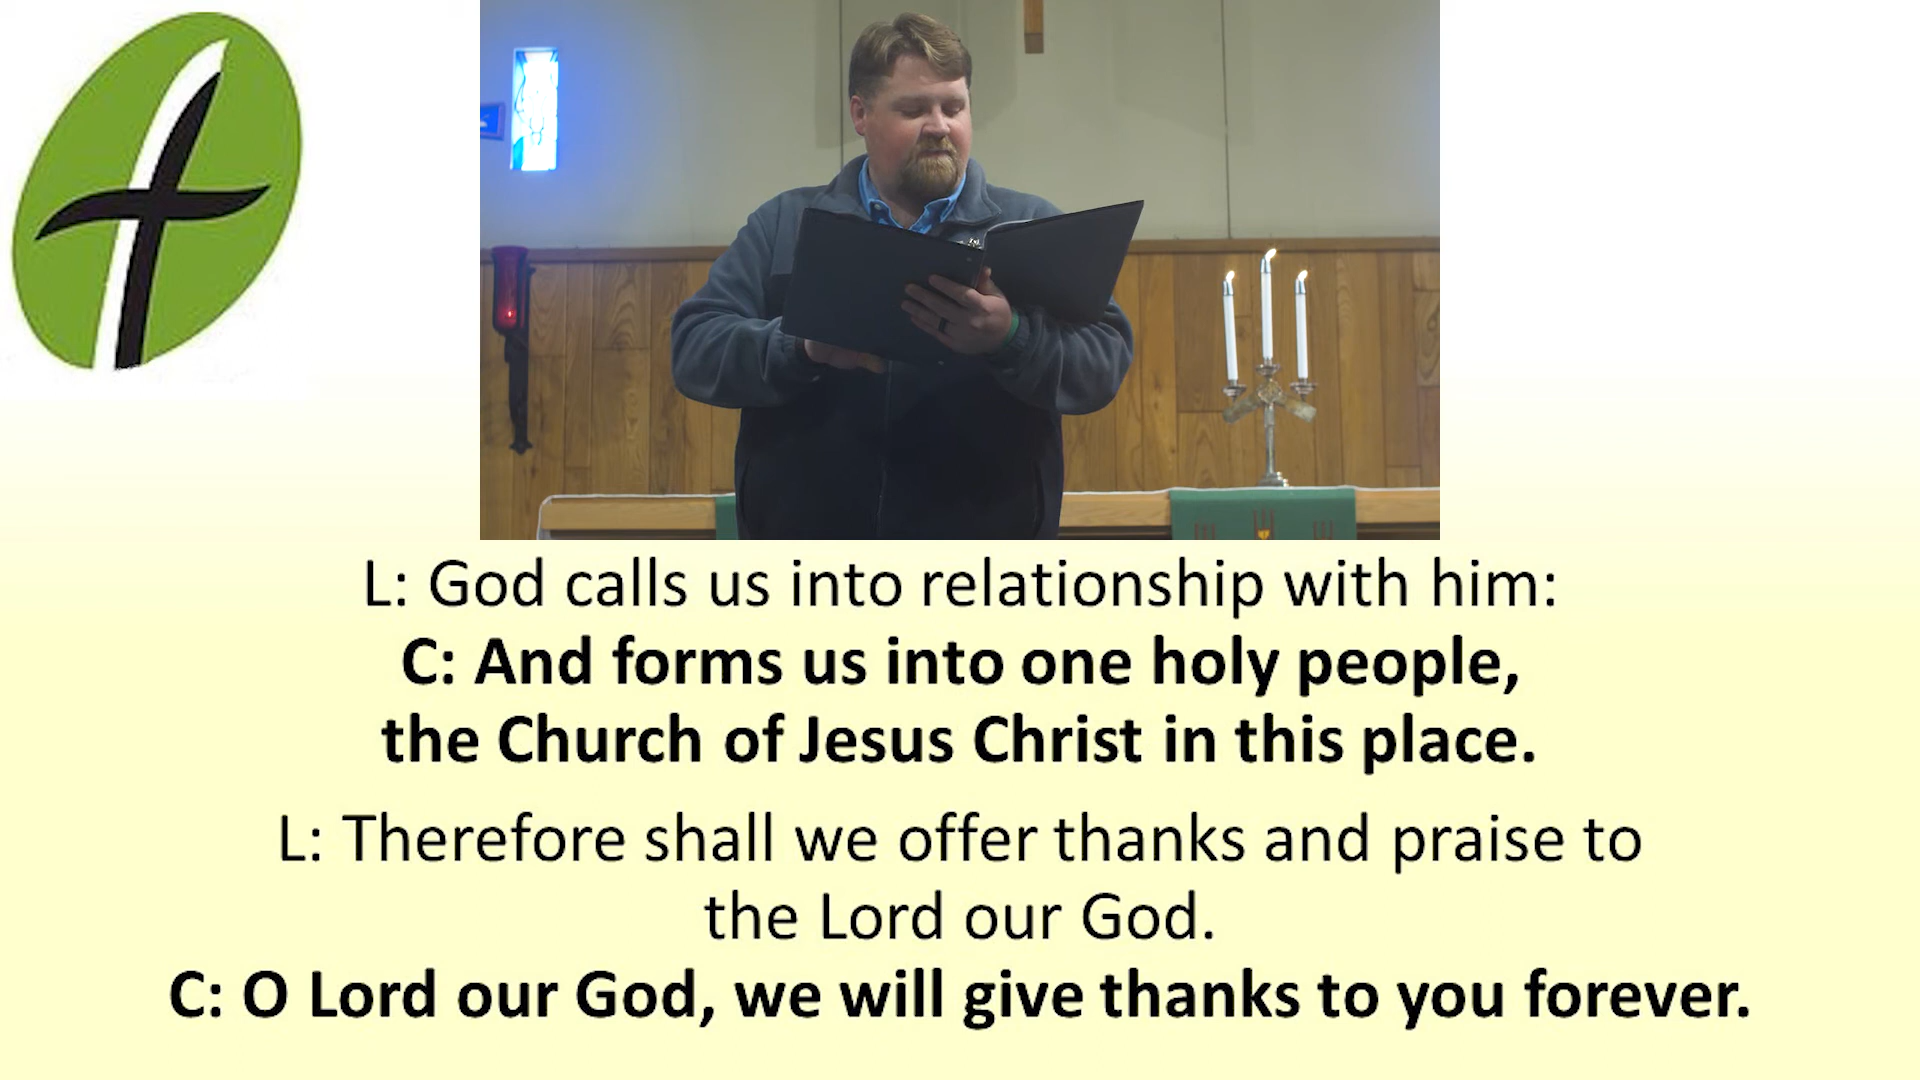 L: God calls us into relationship with him:
C: And forms us into one holy people,
the Church of Jesus Christ in this place.
L: Therefore shall we offer thanks and praise to
the Lord our God.
C: O Lord our God, we will give thanks to you forever.